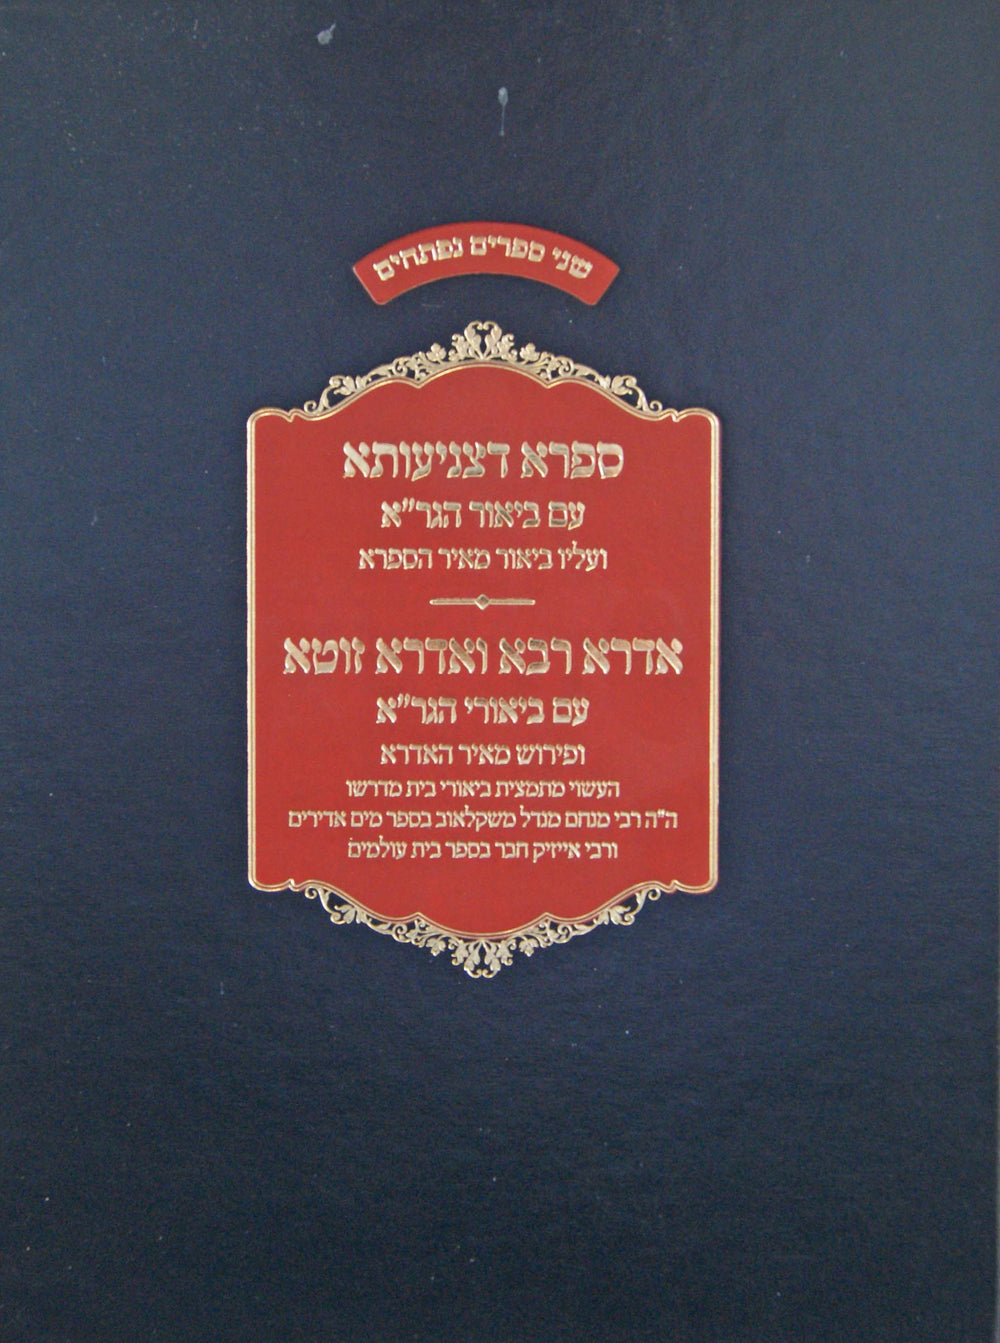 שני ספרים נפתחים
ספרא דצניעותא
עם ביאור הגר"א
ועליו ביאור מאיר הספרא
אדרא רבא ואדרא זוטא
עם ביאורי הגר"א
ופירוש מאיר האדרא
העשוי מתמצית ביאורי בית מדרשו
ה"ה רבי מנחם מנדל משקלאוב בספר מים אדירים
ורבי אייזיק חבר בספר בית עולמים